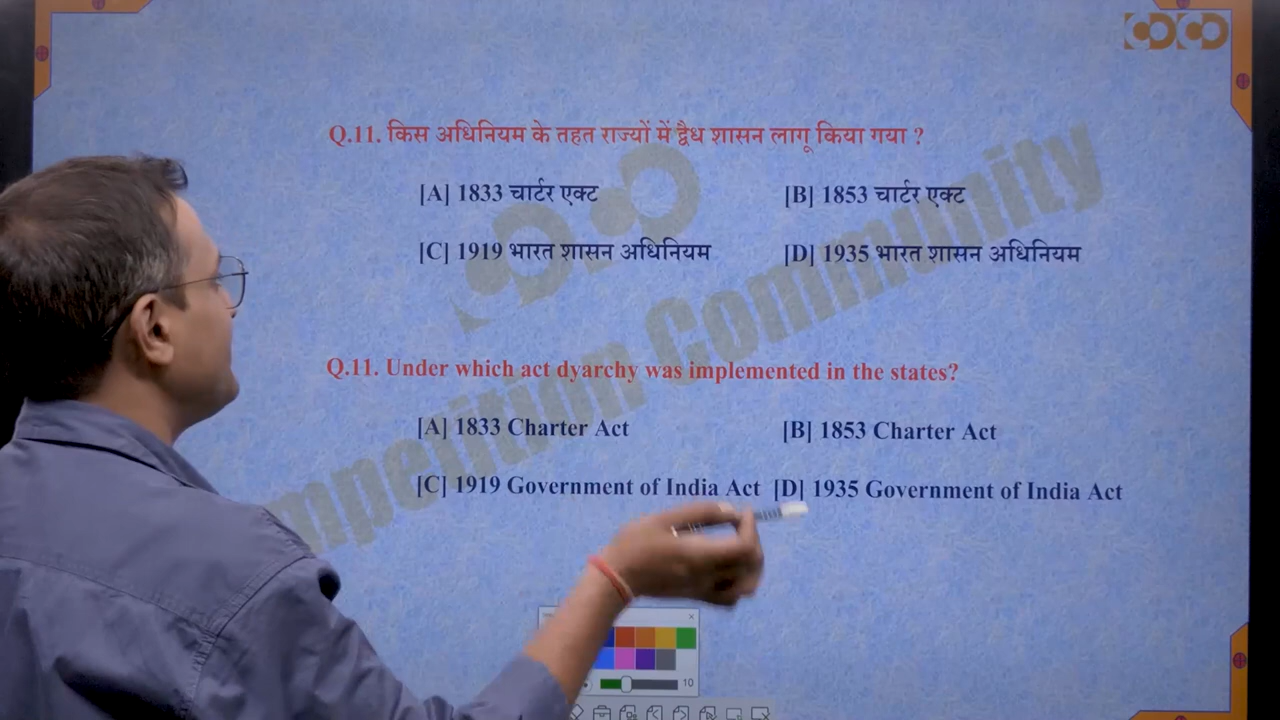 Q.11. किस अधिनियम के तहत राज्यों में द्वैध शासन लागू किया गया ?
[A] 1833 चार्टर एक्ट
[B] 1853 चार्टर एक्ट
[C] 1919 भारत शासन अधिनियम
[D] 1935 भारत शासन अधिनियम
Q.11. Under which act dyarchy was implemented in the states?
[A] 1833 Charter Act
[B] 1853 Charter Act
[C] 1919 Government of India Act
[D] 1935 Government of India Act
mpetition Community
10